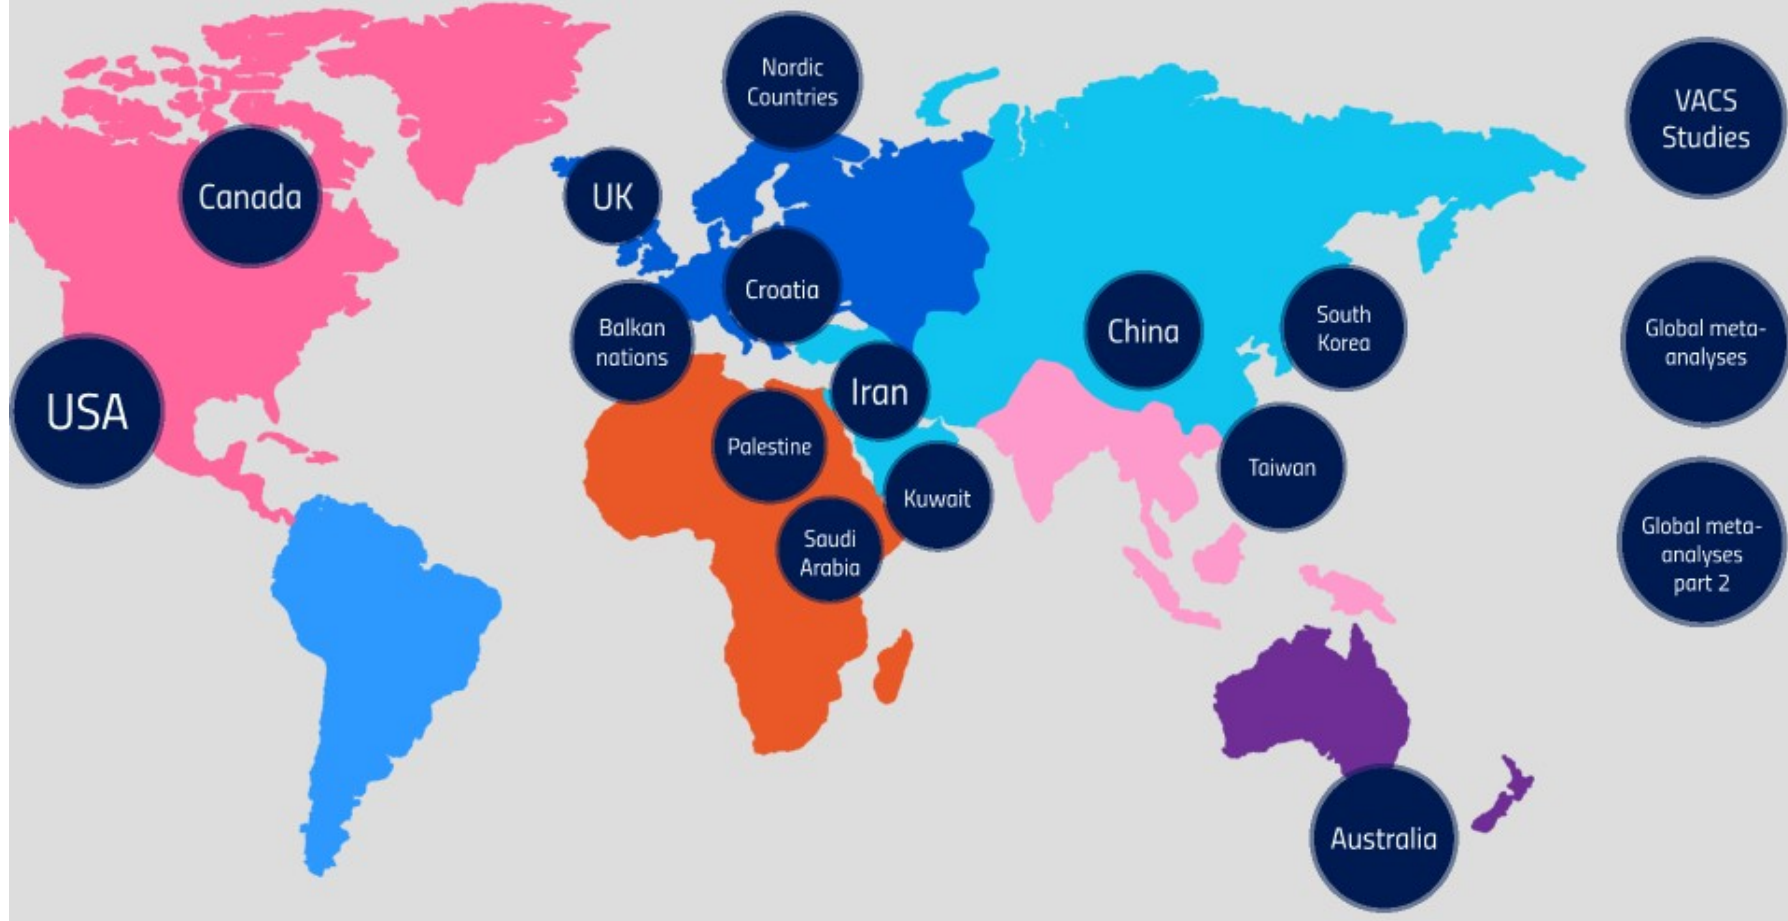 Nordic
Countries
VACS
Studies
Canada
UK
Croatia
Balkan
nations
China
South
Korea
Global meta-
analyses
USA
Iran
Palestine
Kuwait
Taiwan
Saudi
Arabia
Global meta-
analyses
part 2
Australia